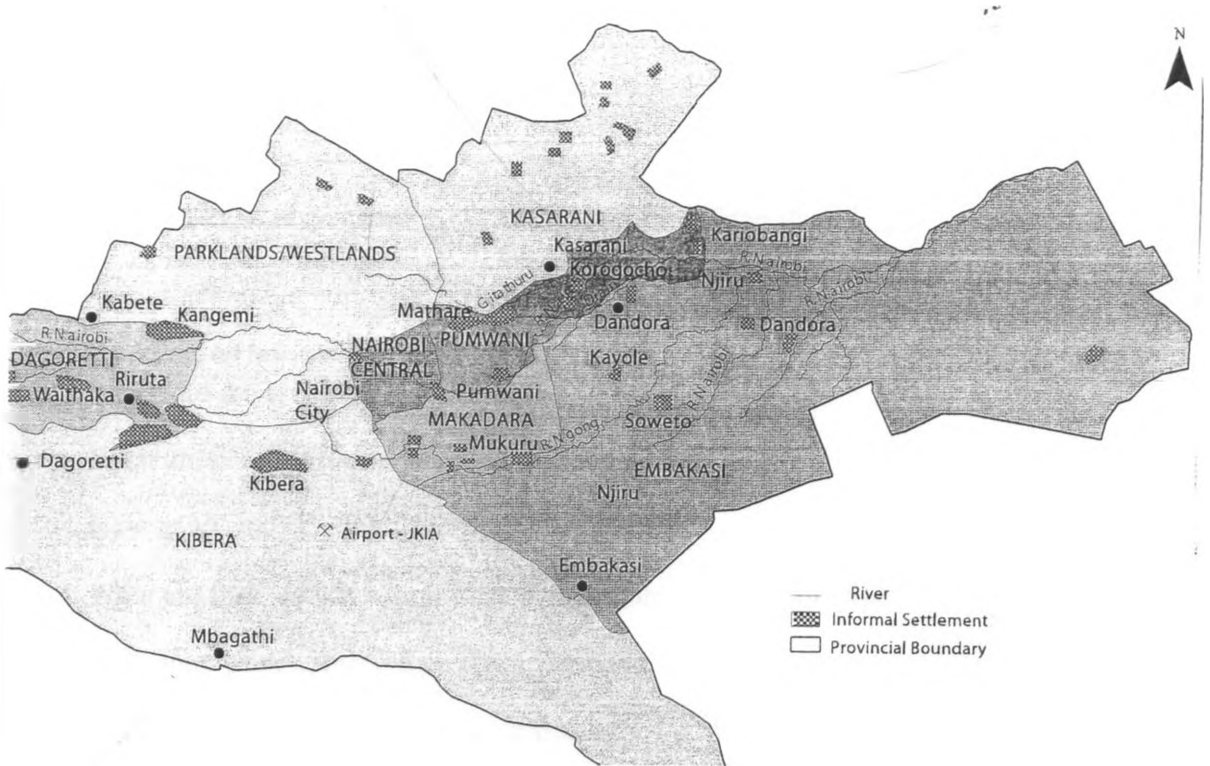 N
KASARANI
Kasarani
Kariobangi
PARKLANDS/WESTLANDS
R.Nairobi
Korogocho
Njiru
R.Nairobi
Kabete
Kangemi
Mathare
Gitathuru
Dandora
Dandora
R.Nairobi
NAIROBI
CENTRAL
PUMWANI
Kayole
DAGORETTI
Riruta
Waithaka
Nairobi
City
Pumwani
R.Nairobi
MAKADARA
Soweto
Mukuru
R.Ngong
Dagoretti
Kibera
EMBAKASI
Njiru
KIBERA
Airport - JKIA
Embakasi
River
Informal Settlement
Provincial Boundary
Mbagathi